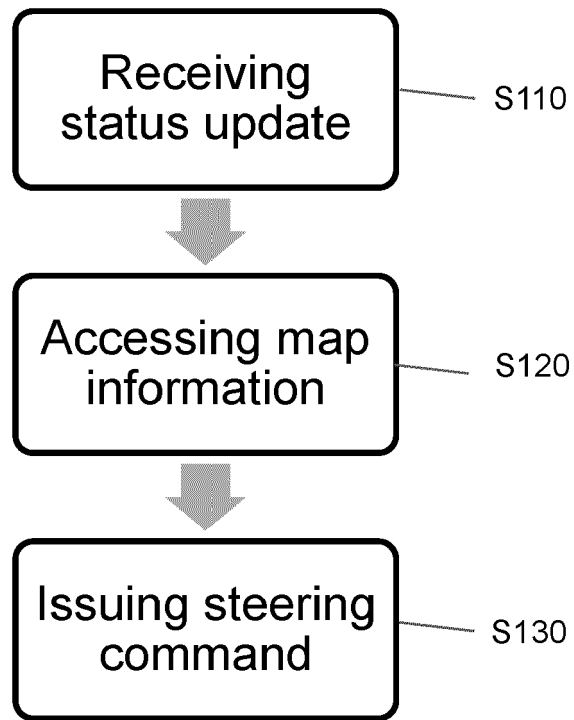 Receiving
status update
S110
Accessing map
information
S120
Issuing steering
command
S130